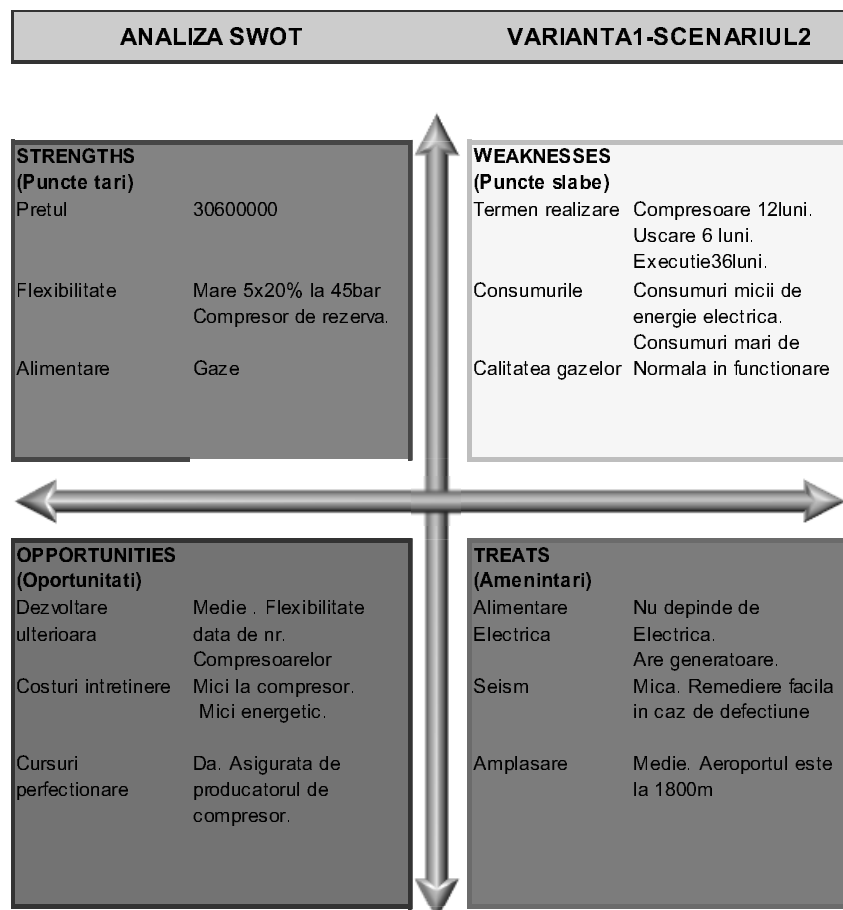 ANALIZA SWOT VARIANTA1-SCENARIUL2
STRENGTHS
(Puncte tari)
Pretul 30600000
Flexibilitate Mare 5x20% la 45bar
Compresor de rezerva.
Alimentare Gaze
WEAKNESSES
(Puncte slabe)
Termen realizare Compresoare 12luni.
Uscare 6 luni.
Executie36luni.
Consumurile Consumuri micii de
energie electrica.
Consumuri mari de
Calitatea gazelor Normala in functionare
OPPORTUNITIES
(Oportunitati)
Dezvoltare Medie . Flexibilitate
ulterioara data de nr.
Compresoarelor
Costuri intretinere Mici la compresor.
Mici energetic.
Cursuri Da. Asigurata de
perfectionare producatorul de
compresor.
TREATS
(Amenintari)
Alimentare Nu depinde de
Electrica Electrica.
Are generatoare.
Seism Mica. Remediere facila
in caz de defectiune
Amplasare Medie. Aeroportul este
la 1800m